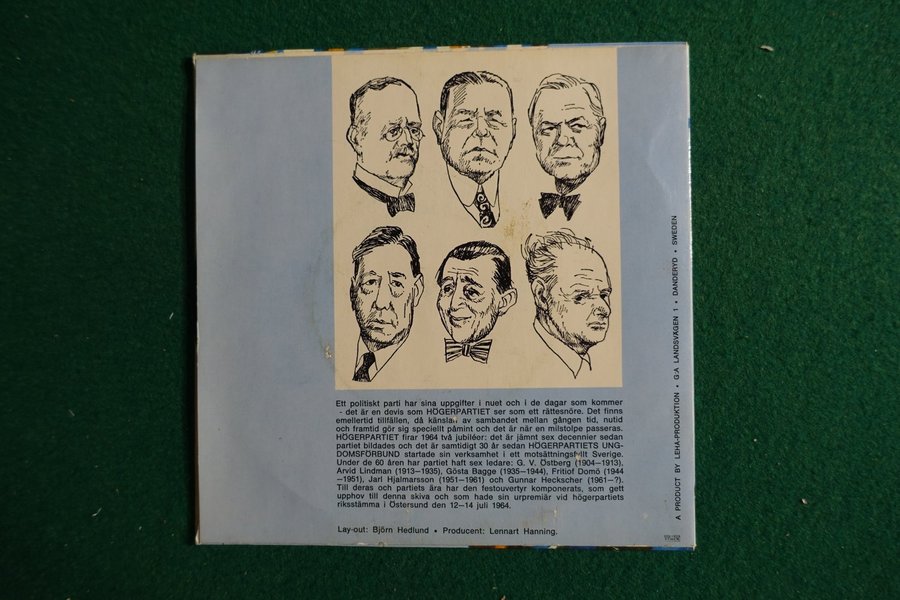 Ett politiskt parti har sina uppgifter i nuet och i de dagar som kommer
- det är en devis som HÖGERPARTIET ser som ett rättesnöre. Det finns
emellertid tillfällen, då känslan av sambandet mellan gången tid, nutid
och framtid gör sig speciellt påmint och det är när en milstolpe passeras.
HÖGERPARTIET firar 1964 två jubiléer: det är jämnt sex decennier sedan
partiet bildades och det är samtidigt 30 år sedan HÖGERPARTIETS UNG-
DOMSFÖRBUND startade sin verksamhet i ett motsättningsfyllt Sverige.
Under de 60 åren har partiet haft sex ledare: G. V. Östberg (1904—1913),
Arvid Lindman (1913—1935), Gösta Bagge (1935—1944), Fritiof Domö (1944
—1951), Jarl Hjalmarsson (1951—1961) och Gunnar Heckscher (1961—?).
Till deras och partiets ära har den festouvertyr komponerats, som gett
upphov till denna skiva och som hade sin urpremiär vid högerpartiets
riksstämma i Östersund den 12—14 juli 1964.
Lay-out: Björn Hedlund • Producent: Lennart Hanning.
A PRODUCT BY LEHA-PRODUKTION • G:A LANDSVÄGEN 1 • DANDERYD • SWEDEN